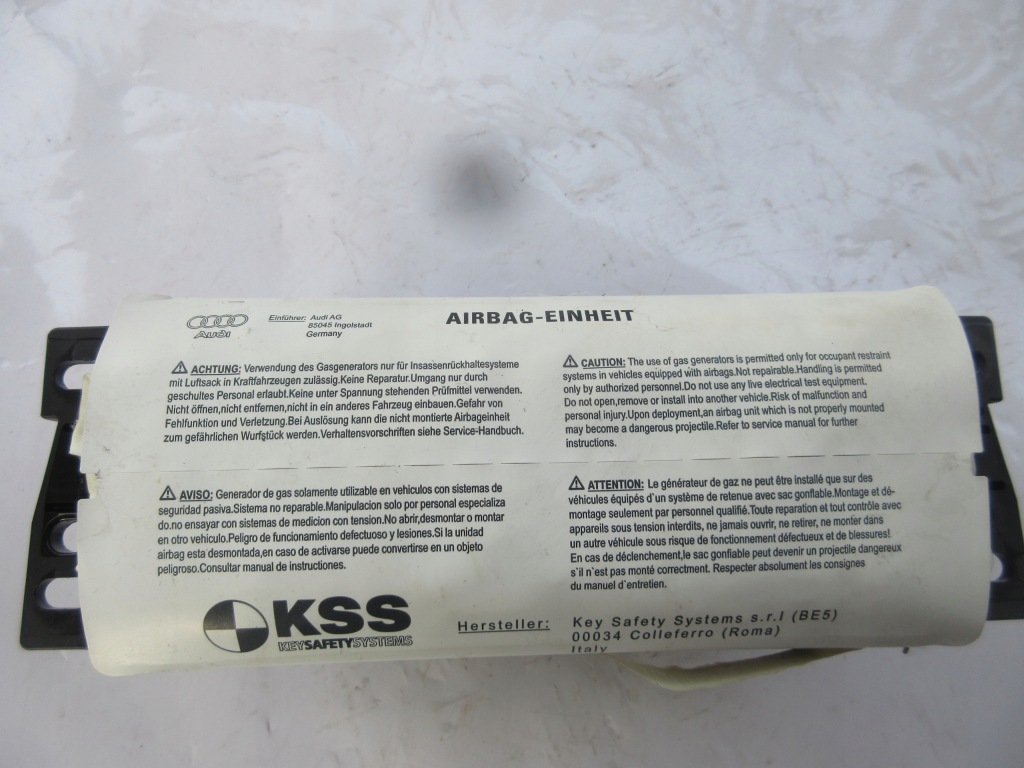 Audi
Einführer: Audi AG
85045 Ingolstadt
Germany
AIRBAG-EINHEIT
ACHTUNG: Verwendung des Gasgenerators nur für Insassenrückhaltesysteme
mit Luftsack in Kraftfahrzeugen zulässig.Keine Reparatur.Umgang nur durch
geschultes Personal erlaubt.Keine unter Spannung stehenden Prüfmittel verwenden.
Nicht öffnen,nicht entfernen,nicht in ein anderes Fahrzeug einbauen.Gefahr von
Fehlfunktion und Verletzung.Bei Auslösung kann die nicht montierte Airbageinheit
zum gefährlichen Wurfstück werden.Verhaltensvorschriften siehe Service-Handbuch.
CAUTION: The use of gas generators is permitted only for occupant restraint
systems in vehicles equipped with airbags.Not repairable.Handling is permitted
only by authorized personnel.Do not use any live electrical test equipment.
Do not open,remove or install into another vehicle.Risk of malfunction and
personal injury.Upon deployment,an airbag unit which is not properly mounted
may become a dangerous projectile.Refer to service manual for further
instructions.
AVISO: Generador de gas solamente utilizable en vehiculos con sistemas de
seguridad pasiva.Sistema no reparable.Manipulacion solo por personal especializa
do.no ensayar con sistemas de medicion con tension.No abrir,desmontar o montar
en otro vehiculo.Peligro de funcionamiento defectuoso y lesiones.Si la unidad
airbag esta desmontada,en caso de activarse puede convertirse en un objeto
peligroso.Consultar manual de instrucciones.
ATTENTION: Le générateur de gaz ne peut être installé que sur des
véhicules équipés d`un système de retenue avec sac gonflable.Montage et dé-
montage seulement par personnel qualifié.Toute reparation et tout contrôle avec
appareils sous tension interdits, ne jamais ouvrir, ne retirer, ne monter dans
un autre véhicule sous risque de fonctionnement défectueux et de blessures!
En cas de déclenchement,le sac gonflable peut devenir un projectile dangereux
s`il n`est pas monté correctment. Respecter absolument les consignes
du manuel d`entretien.
KSS
KEYSAFETYSYSTEMS
Hersteller: Key Safety Systems s.r.l (BE5)
00034 Colleferro (Roma)
Italy